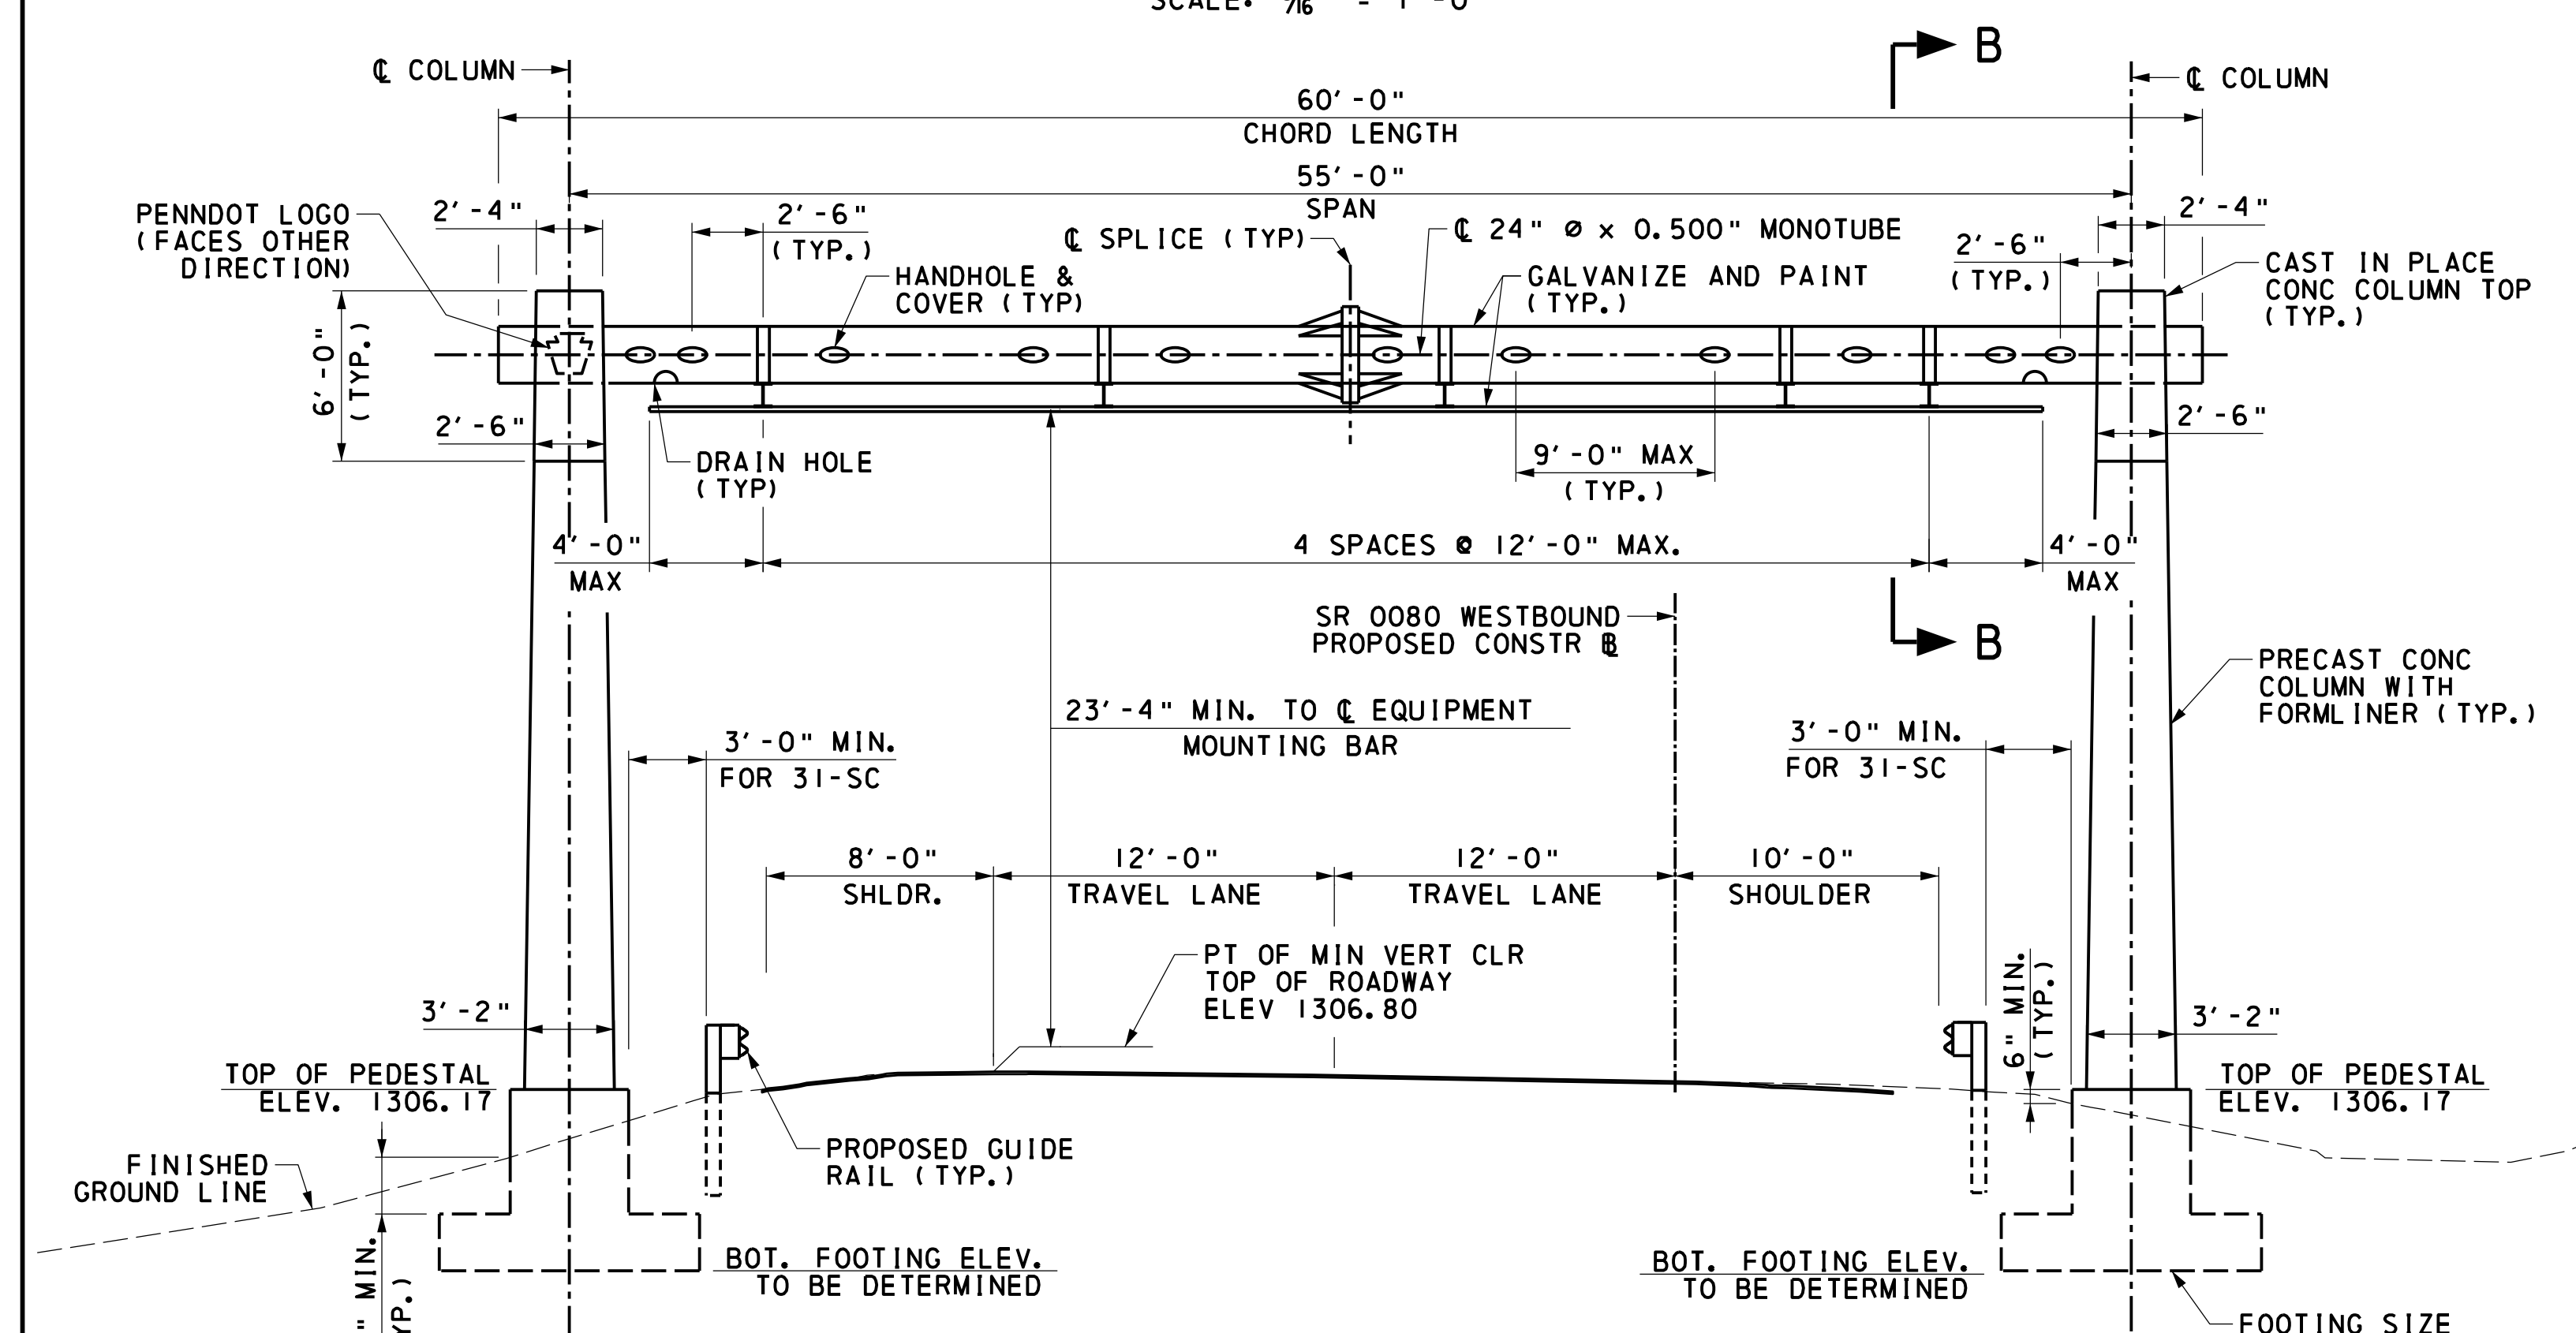 SCALE: 3/16" = 1'-0"
B
℄ COLUMN
℄ COLUMN
60'-0"
CHORD LENGTH
55'-0"
SPAN
PENNDOT LOGO
(FACES OTHER
DIRECTION)
2'-4"
2'-6"
(TYP.)
℄ SPLICE (TYP)
℄ 24" Ø x 0.500" MONOTUBE
2'-4"
2'-6"
(TYP.)
HANDHOLE &
COVER (TYP)
GALVANIZE AND PAINT
(TYP.)
CAST IN PLACE
CONC COLUMN TOP
(TYP.)
6'-0"
(TYP.)
2'-6"
2'-6"
DRAIN HOLE
(TYP)
9'-0" MAX
(TYP.)
4'-0"
MAX
4 SPACES @ 12'-0" MAX.
4'-0"
MAX
SR 0080 WESTBOUND
PROPOSED CONSTR BL
B
PRECAST CONC
COLUMN WITH
FORMLINER (TYP.)
23'-4" MIN. TO ℄ EQUIPMENT
MOUNTING BAR
3'-0" MIN.
FOR 31-SC
3'-0" MIN.
FOR 31-SC
8'-0"
SHLDR.
12'-0"
TRAVEL LANE
12'-0"
TRAVEL LANE
10'-0"
SHOULDER
PT OF MIN VERT CLR
TOP OF ROADWAY
ELEV 1306.80
6" MIN.
(TYP.)
3'-2"
3'-2"
TOP OF PEDESTAL
ELEV. 1306.17
TOP OF PEDESTAL
ELEV. 1306.17
PROPOSED GUIDE
RAIL (TYP.)
FINISHED
GROUND LINE
" MIN.
YP.)
BOT. FOOTING ELEV.
TO BE DETERMINED
BOT. FOOTING ELEV.
TO BE DETERMINED
FOOTING SIZE